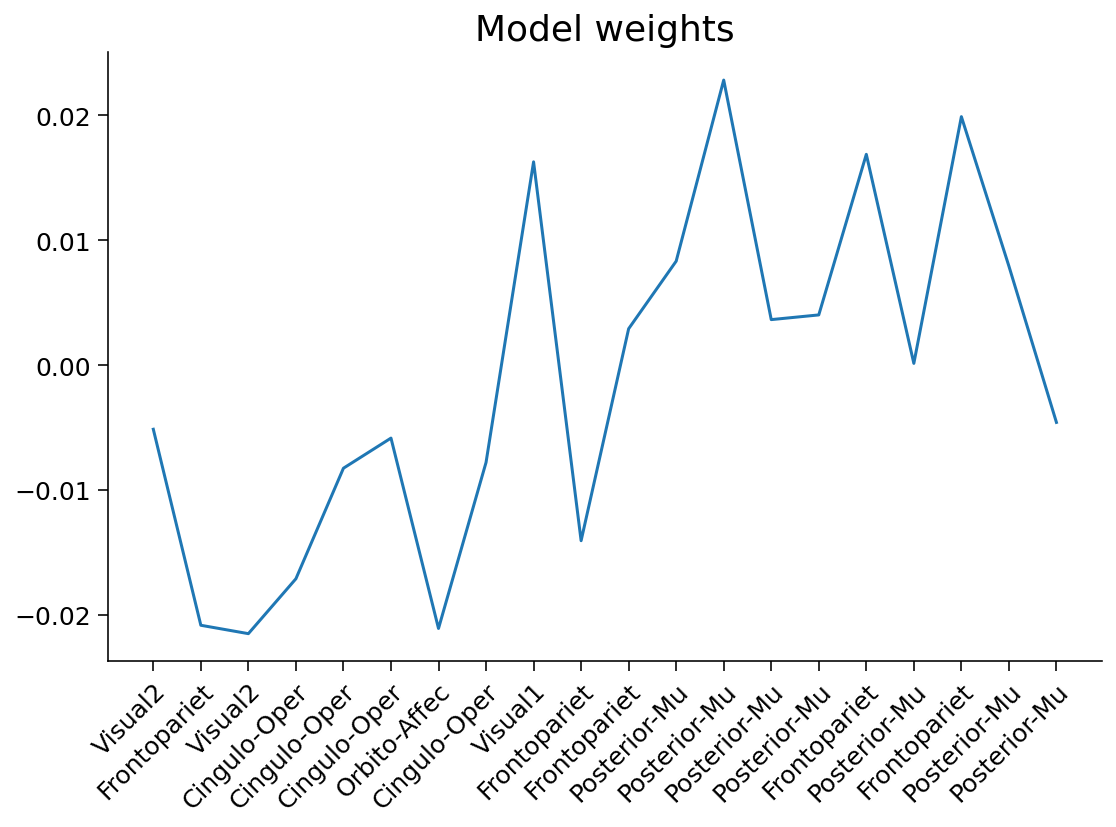 Model weights
0.02
0.01
0.00
−0.01
−0.02
Visual2
Frontopariet
Visual2
Cingulo-Oper
Cingulo-Oper
Cingulo-Oper
Orbito-Affec
Cingulo-Oper
Visual1
Frontopariet
Frontopariet
Posterior-Mu
Posterior-Mu
Posterior-Mu
Posterior-Mu
Frontopariet
Posterior-Mu
Frontopariet
Posterior-Mu
Posterior-Mu